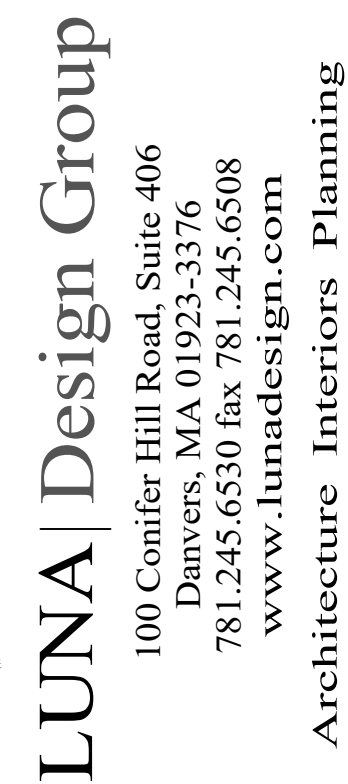 LUNA| Design Group
100 Conifer Hill Road, Suite 406
Danvers, MA 01923-3376
781.245.6530 fax 781.245.6508
www.lunadesign.com
Architecture Interiors Planning